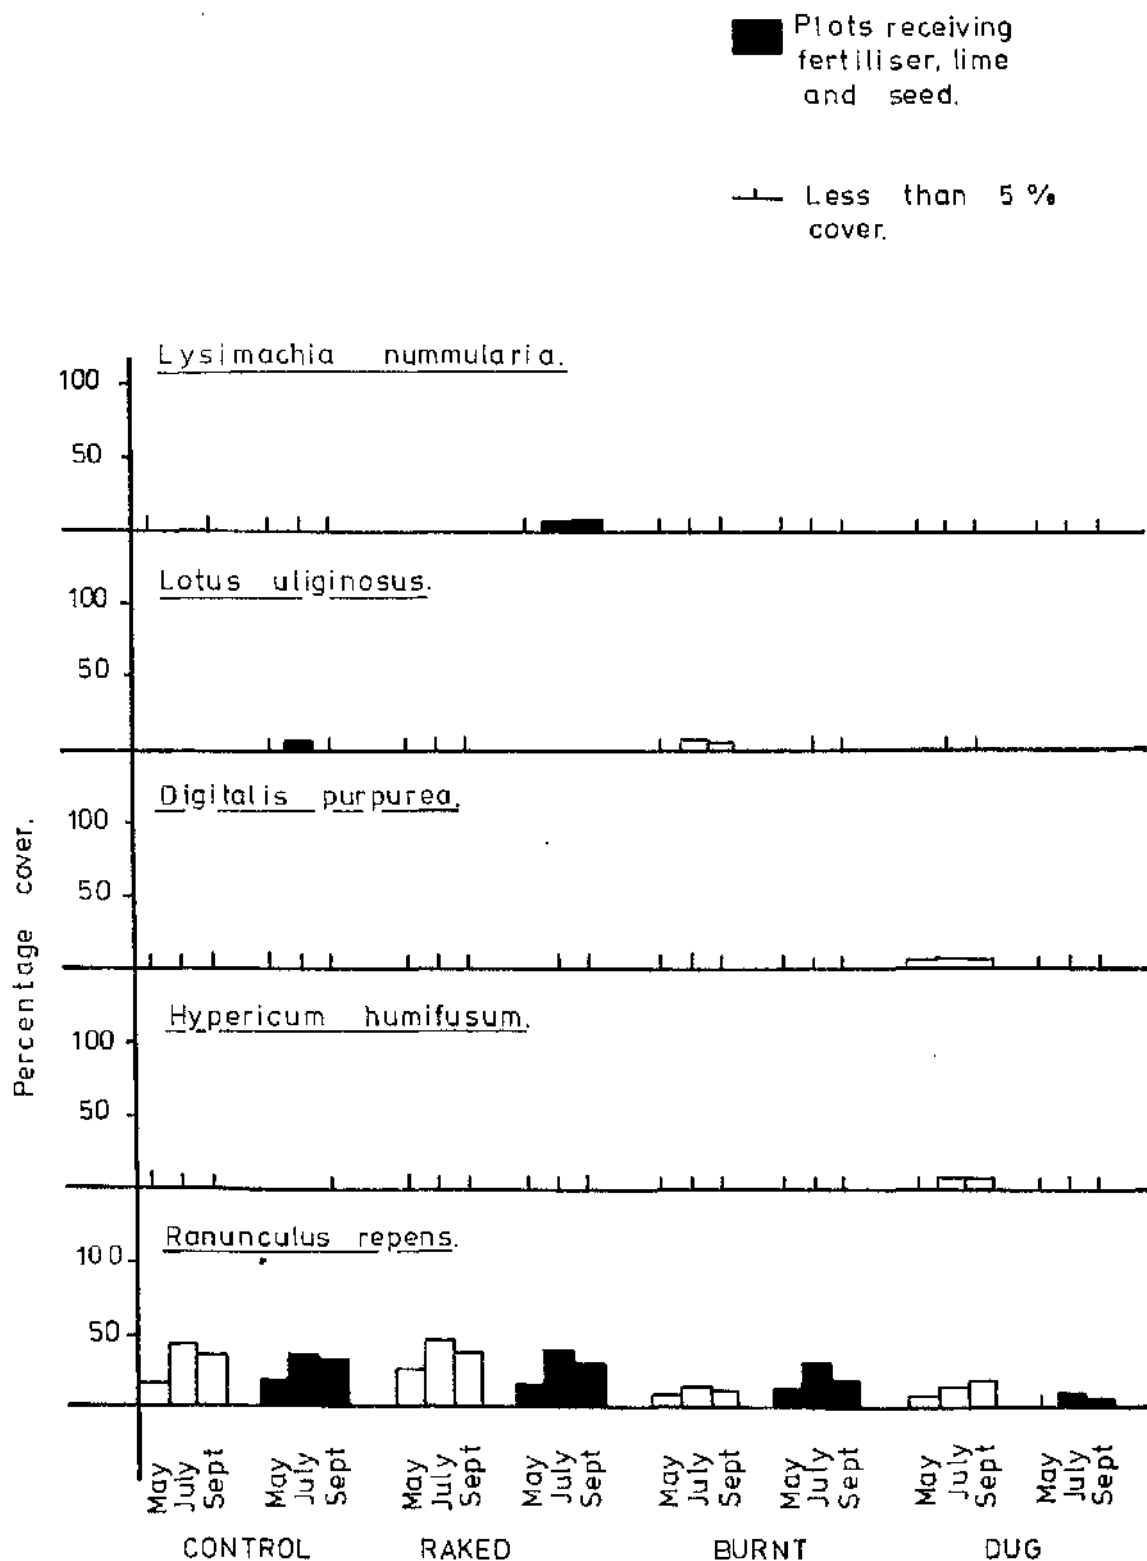 Plots receiving
fertiliser, lime
and seed.
Less than 5 %
cover.
Percentage cover.
Lysimachia nummularia.
100
50
Lotus uliginosus.
100
50
Digitalis purpurea.
100
50
Hypericum humifusum.
100
50
Ranunculus repens.
100
50
May July Sept May July Sept May July Sept May July Sept May July Sept May July Sept May July Sept May July Sept
CONTROL RAKED BURNT DUG